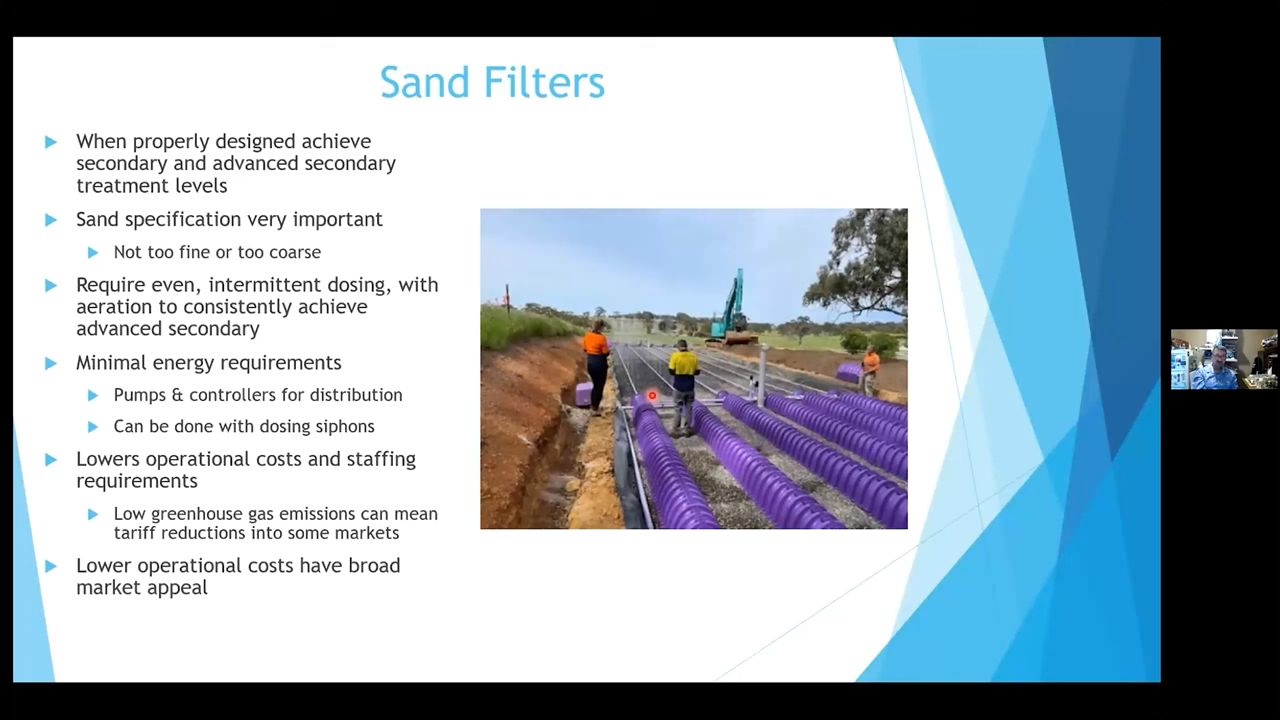 Sand Filters
When properly designed achieve
secondary and advanced secondary
treatment levels
Sand specification very important
Not too fine or too coarse
Require even, intermittent dosing, with
aeration to consistently achieve
advanced secondary
Minimal energy requirements
Pumps & controllers for distribution
Can be done with dosing siphons
Lowers operational costs and staffing
requirements
Low greenhouse gas emissions can mean
tariff reductions into some markets
Lower operational costs have broad
market appeal